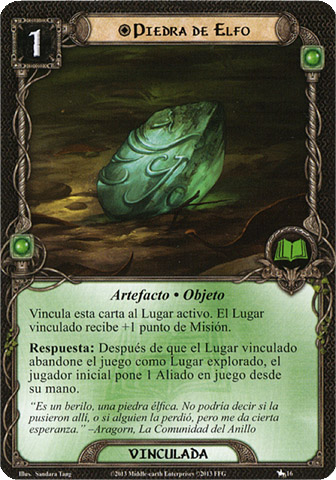 1
Piedra de Elfo
Artefacto • Objeto
Vincula esta carta al Lugar activo. El Lugar
vinculado recibe +1 punto de Misión.
Respuesta: Después de que el Lugar vinculado
abandone el juego como Lugar explorado, el
jugador inicial pone 1 Aliado en juego desde
su mano.
“Es un berilo, una piedra élfica. No podría decir si la
pusieron allí, o si alguien la perdió, pero me da cierta
esperanza.” –Aragorn, La Comunidad del Anillo
VINCULADA
Illus. Sandara Tang
©2013 Middle-earth Enterprises ©2013 FFG
16